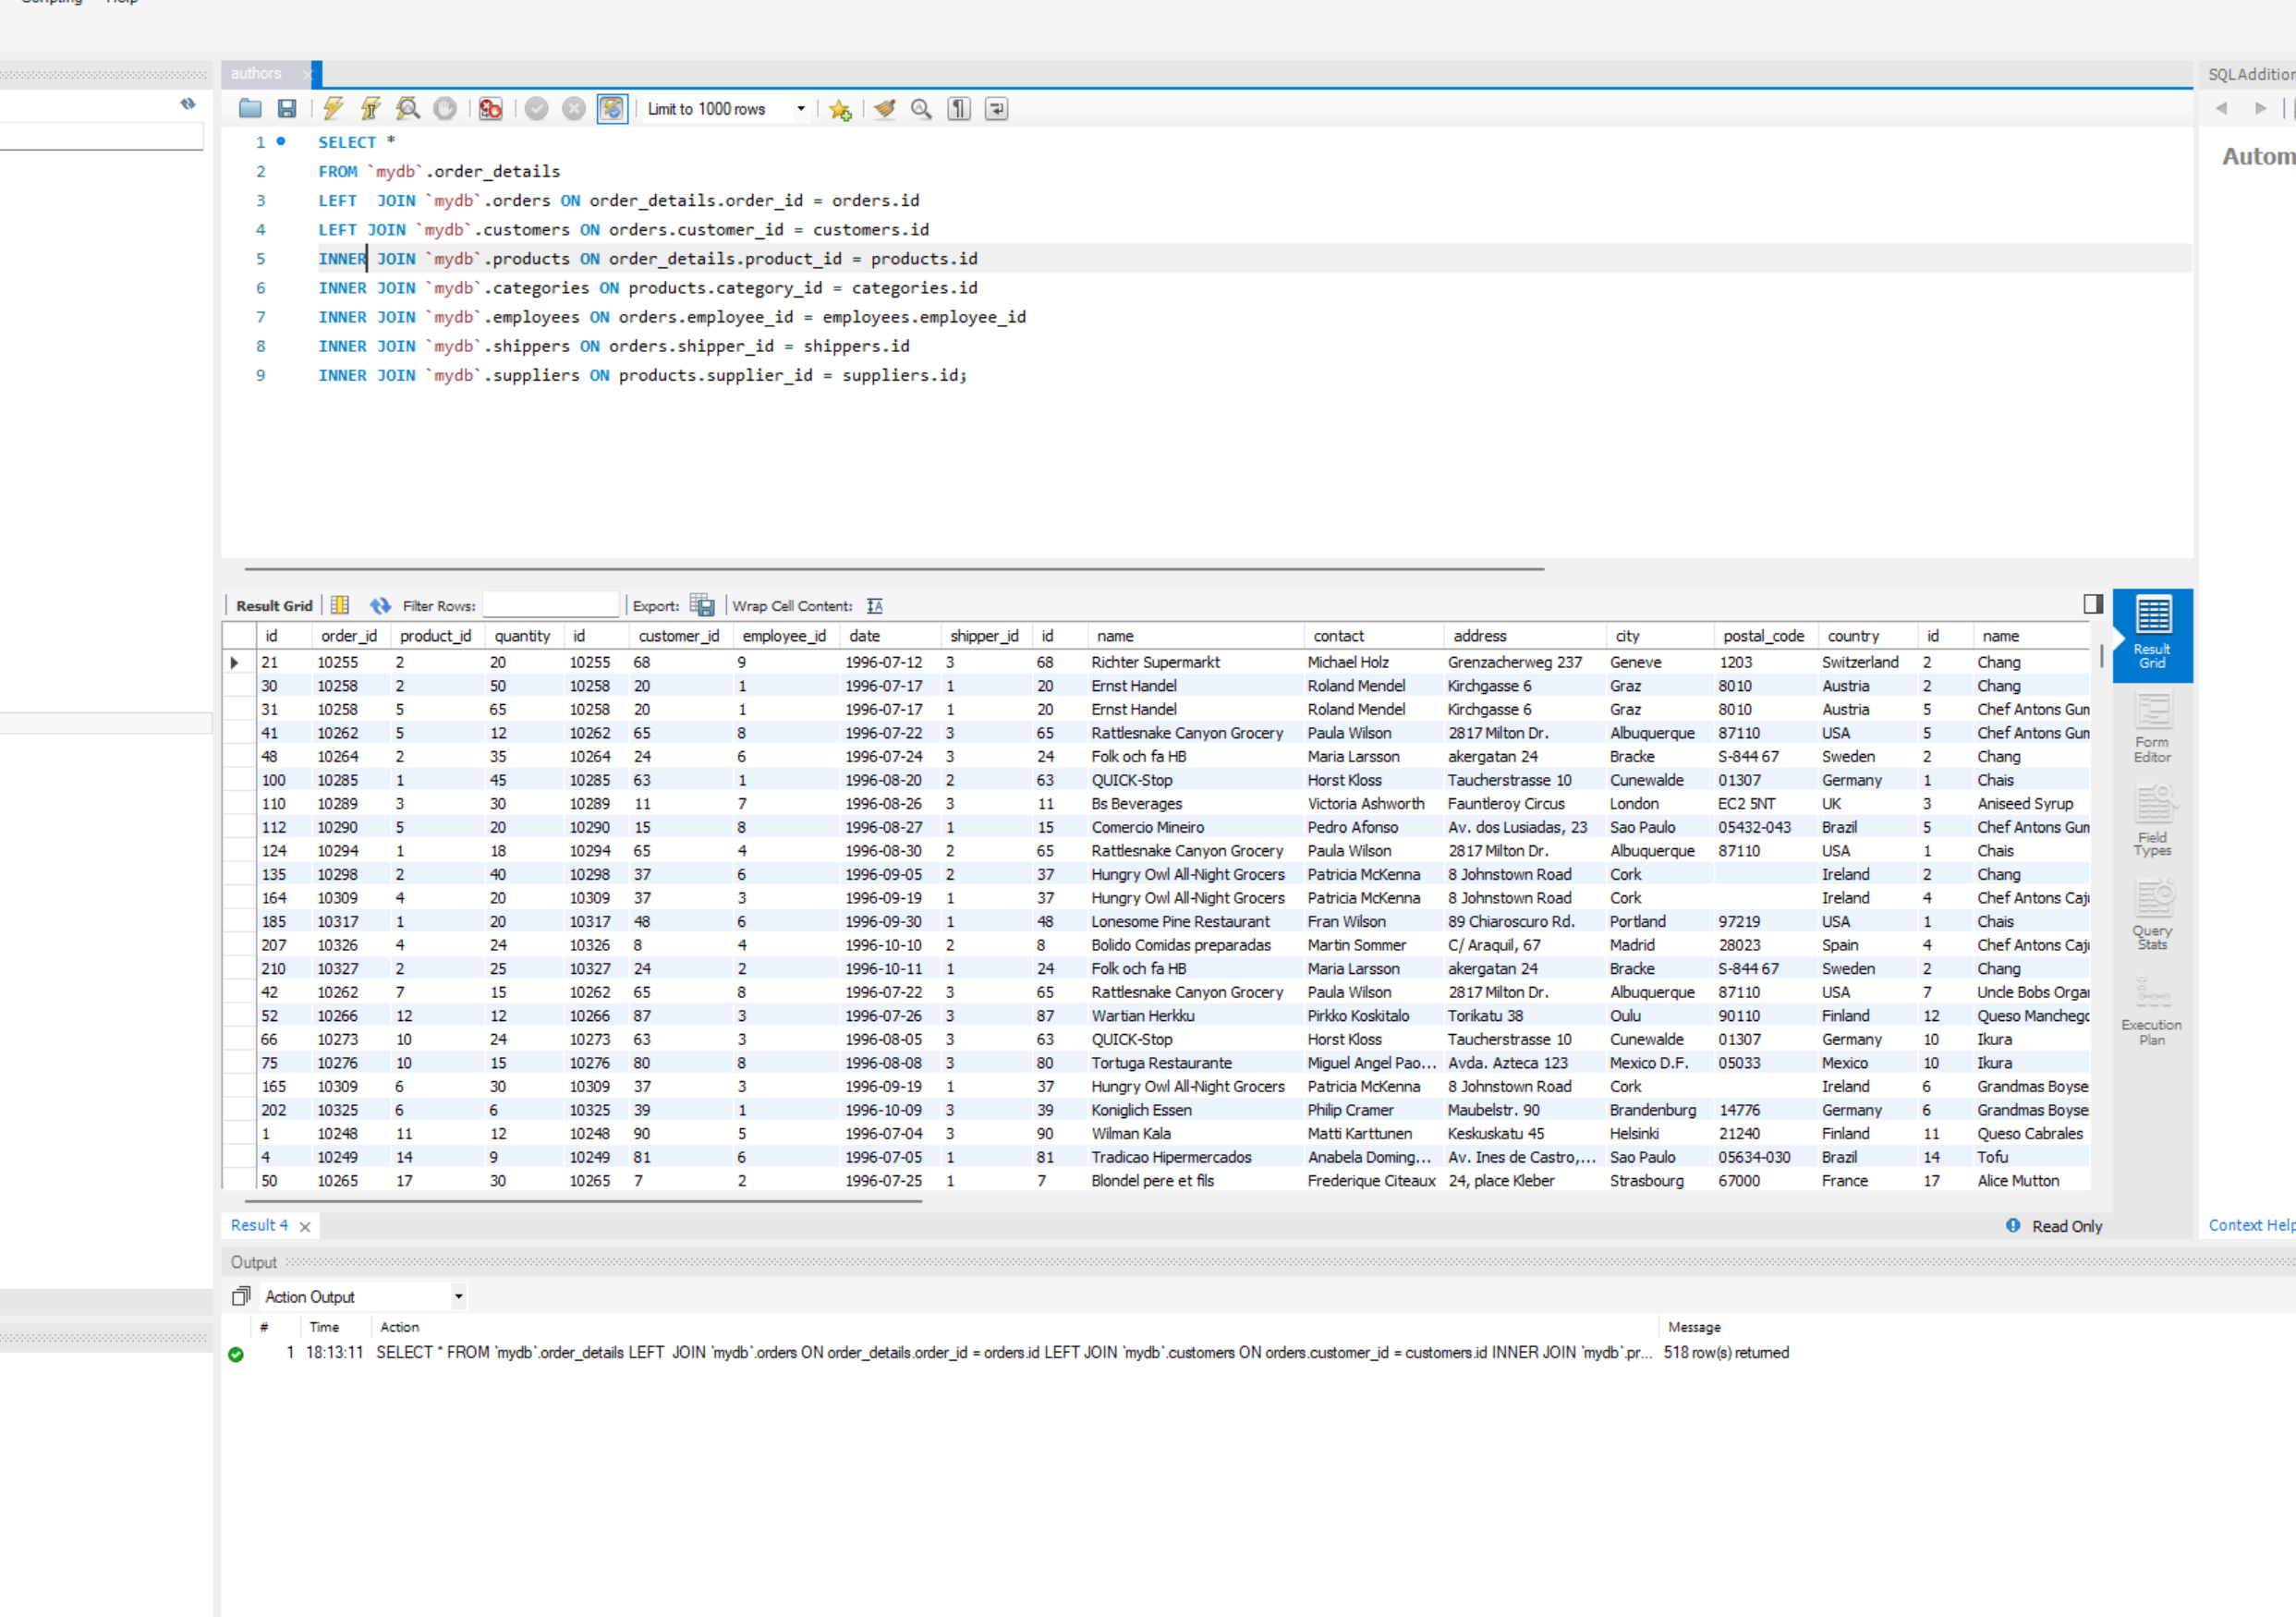 Scripting Help
authors
SQLAddition
Limit to 1000 rows
Autom
1 SELECT *
2 FROM `mydb`.order_details
3 LEFT  JOIN `mydb`.orders ON order_details.order_id = orders.id
4 LEFT JOIN `mydb`.customers ON orders.customer_id = customers.id
5 INNER JOIN `mydb`.products ON order_details.product_id = products.id
6 INNER JOIN `mydb`.categories ON products.category_id = categories.id
7 INNER JOIN `mydb`.employees ON orders.employee_id = employees.employee_id
8 INNER JOIN `mydb`.shippers ON orders.shipper_id = shippers.id
9 INNER JOIN `mydb`.suppliers ON products.supplier_id = suppliers.id;
Result Grid Filter Rows: Export: Wrap Cell Content:
id order_id product_id quantity id customer_id employee_id date shipper_id id name contact address city postal_code country id name
21 10255 2 20 10255 68 9 1996-07-12 3 68 Richter Supermarkt Michael Holz Grenzacherweg 237 Geneve 1203 Switzerland 2 Chang
30 10258 2 50 10258 20 1 1996-07-17 1 20 Ernst Handel Roland Mendel Kirchgasse 6 Graz 8010 Austria 2 Chang
31 10258 5 65 10258 20 1 1996-07-17 1 20 Ernst Handel Roland Mendel Kirchgasse 6 Graz 8010 Austria 5 Chef Antons Gum
41 10262 5 12 10262 65 8 1996-07-22 3 65 Rattlesnake Canyon Grocery Paula Wilson 2817 Milton Dr. Albuquerque 87110 USA 5 Chef Antons Gum
48 10264 2 35 10264 24 6 1996-07-24 3 24 Folk och fa HB Maria Larsson akergatan 24 Bracke S-844 67 Sweden 2 Chang
100 10285 1 45 10285 63 1 1996-08-20 2 63 QUICK-Stop Horst Kloss Taucherstrasse 10 Cunewalde 01307 Germany 1 Chais
110 10289 3 30 10289 11 7 1996-08-26 3 11 Bs Beverages Victoria Ashworth Fauntleroy Circus London EC2 5NT UK 3 Aniseed Syrup
112 10290 5 20 10290 15 8 1996-08-27 1 15 Comercio Mineiro Pedro Afonso Av. dos Lusiadas, 23 Sao Paulo 05432-043 Brazil 5 Chef Antons Gum
124 10294 1 18 10294 65 4 1996-08-30 2 65 Rattlesnake Canyon Grocery Paula Wilson 2817 Milton Dr. Albuquerque 87110 USA 1 Chais
135 10298 2 40 10298 37 6 1996-09-05 2 37 Hungry Owl All-Night Grocers Patricia McKenna 8 Johnstown Road Cork Ireland 2 Chang
164 10309 4 20 10309 37 3 1996-09-19 1 37 Hungry Owl All-Night Grocers Patricia McKenna 8 Johnstown Road Cork Ireland 4 Chef Antons Caj
185 10317 1 20 10317 48 6 1996-09-30 1 48 Lonesome Pine Restaurant Fran Wilson 89 Chiaroscuro Rd. Portland 97219 USA 1 Chais
207 10326 4 24 10326 8 4 1996-10-10 2 8 Bolido Comidas preparadas Martin Sommer C/ Araquil, 67 Madrid 28023 Spain 4 Chef Antons Caj
210 10327 2 25 10327 24 2 1996-10-11 1 24 Folk och fa HB Maria Larsson akergatan 24 Bracke S-844 67 Sweden 2 Chang
42 10262 7 15 10262 65 8 1996-07-22 3 65 Rattlesnake Canyon Grocery Paula Wilson 2817 Milton Dr. Albuquerque 87110 USA 7 Uncle Bobs Orgar
52 10266 12 12 10266 87 3 1996-07-26 3 87 Wartian Herkku Pirkko Koskitalo Torikatu 38 Oulu 90110 Finland 12 Queso Manchego
66 10273 10 24 10273 63 3 1996-08-05 3 63 QUICK-Stop Horst Kloss Taucherstrasse 10 Cunewalde 01307 Germany 10 Ikura
75 10276 10 15 10276 80 8 1996-08-08 3 80 Tortuga Restaurante Miguel Angel Pao... Avda. Azteca 123 Mexico D.F. 05033 Mexico 10 Ikura
165 10309 6 30 10309 37 3 1996-09-19 1 37 Hungry Owl All-Night Grocers Patricia McKenna 8 Johnstown Road Cork Ireland 6 Grandmas Boyse
202 10325 6 6 10325 39 1 1996-10-09 3 39 Koniglich Essen Philip Cramer Maubelstr. 90 Brandenburg 14776 Germany 6 Grandmas Boyse
1 10248 11 12 10248 90 5 1996-07-04 3 90 Wilman Kala Matti Karttunen Keskuskatu 45 Helsinki 21240 Finland 11 Queso Cabrales
4 10249 14 9 10249 81 6 1996-07-05 1 81 Tradicao Hipermercados Anabela Doming... Av. Ines de Castro,... Sao Paulo 05634-030 Brazil 14 Tofu
50 10265 17 30 10265 7 2 1996-07-25 1 7 Blondel pere et fils Frederique Citeaux 24, place Kleber Strasbourg 67000 France 17 Alice Mutton
Result
Grid
Form
Editor
Field
Types
Query
Stats
Execution
Plan
Result 4
Read Only
Context Help
Output
Action Output
# Time Action Message
1 18:13:11 SELECT * FROM `mydb`.order_details LEFT  JOIN `mydb`.orders ON order_details.order_id = orders.id LEFT JOIN `mydb`.customers ON orders.customer_id = customers.id INNER JOIN `mydb`.pr... 518 row(s) returned